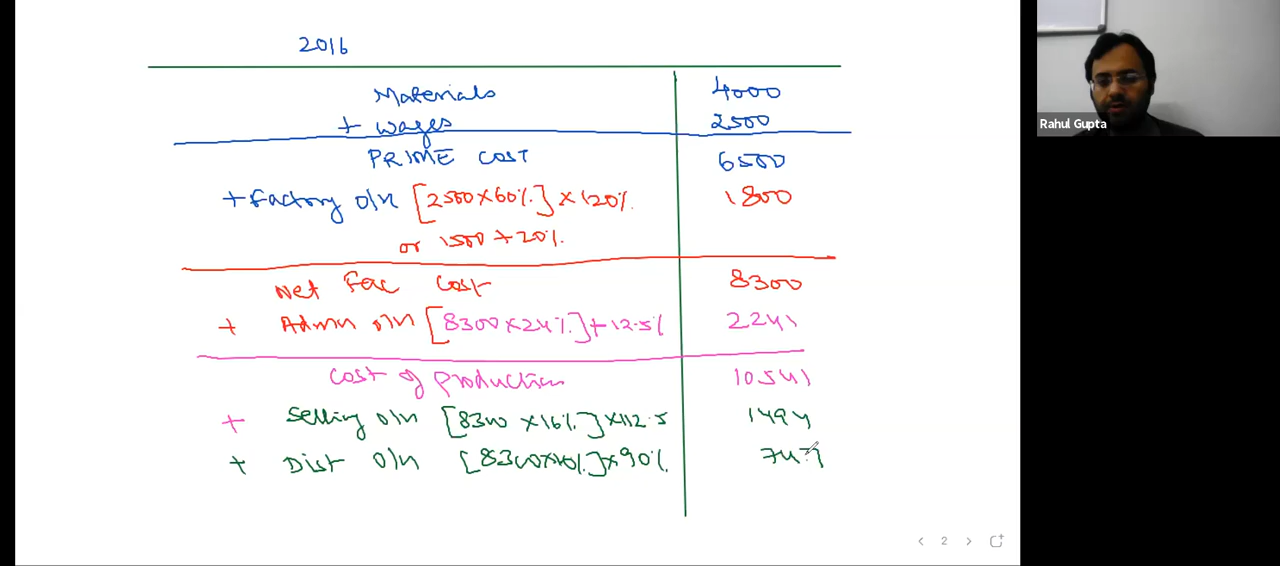 2016
Materials 4000
+ wages 2500
PRIME COST 6500
+ Factory o/h [2500×60%]×120% 1800
or 1500+20%
Net Fac Cost 8300
+ Admn o/h [8300×24%]+12.5% 2241
Cost of production 10541
+ Selling o/h [8300×16%]×112.5 1494
+ Dist o/h [8300×10%]×90% 747
Rahul Gupta
2